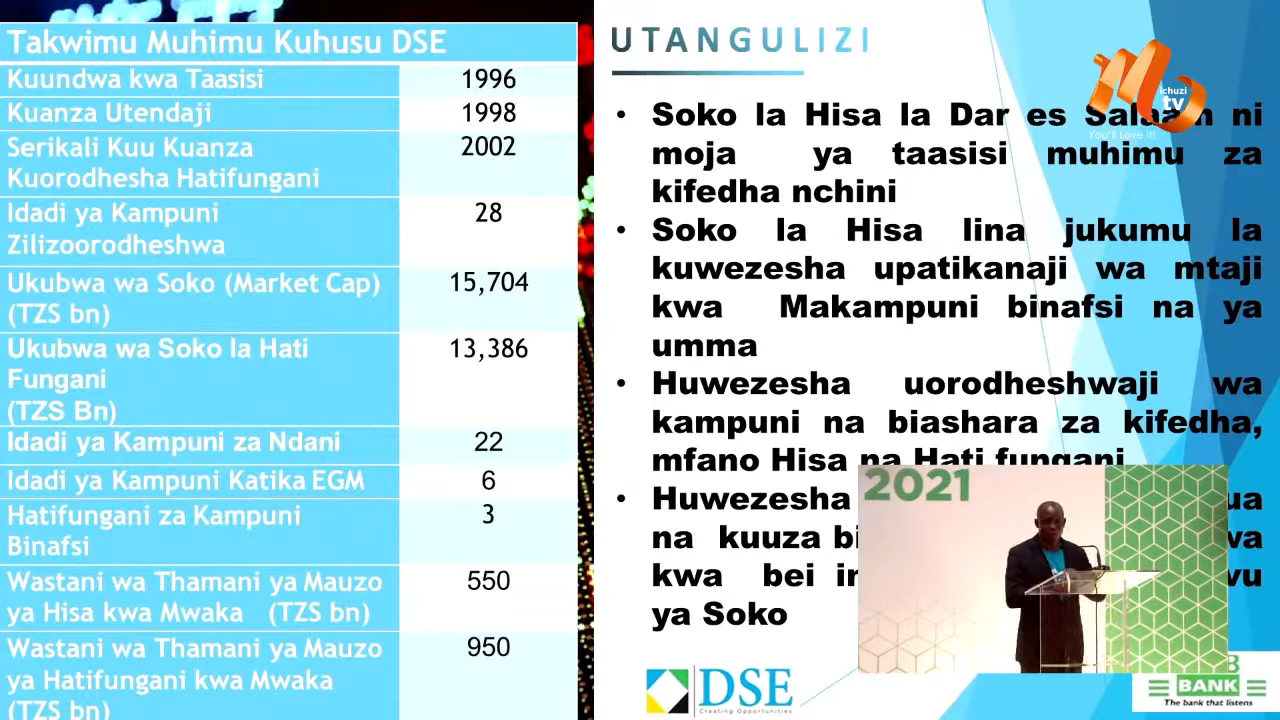 Takwimu Muhimu Kuhusu DSE
Kuundwa kwa Taasisi 1996
Kuanza Utendaji 1998
Serikali Kuu Kuanza 2002
Kuorodhesha Hatifungani
Idadi ya Kampuni 28
Zilizoorodheshwa
Ukubwa wa Soko (Market Cap) 15,704
(TZS bn)
Ukubwa wa Soko la Hati 13,386
Fungani
(TZS Bn)
Idadi ya Kampuni za Ndani 22
Idadi ya Kampuni Katika EGM 6
Hatifungani za Kampuni 3
Binafsi
Wastani wa Thamani ya Mauzo 550
ya Hisa kwa Mwaka (TZS bn)
Wastani wa Thamani ya Mauzo 950
ya Hatifungani kwa Mwaka
(TZS bn)
UTANGULIZI
• Soko la Hisa la Dar es Salaam ni
moja ya taasisi muhimu za
kifedha nchini
• Soko la Hisa lina jukumu la
kuwezesha upatikanaji wa mtaji
kwa Makampuni binafsi na ya
umma
• Huwezesha uorodheshwaji wa
kampuni na biashara za kifedha,
mfano Hisa na Hati fungani
• Huwezesha
na kuuza
kwa bei
ya Soko
Michuzi
tv
You'll Love It!
2021
DSE
Creating Opportunities
BANK
The bank that listens